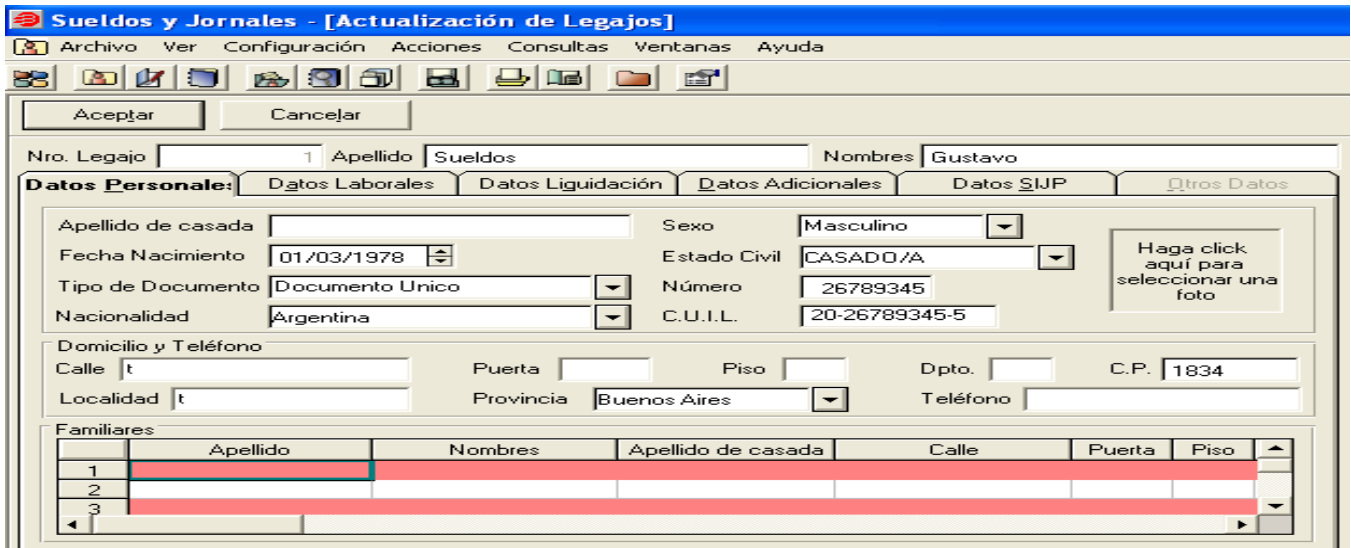 Sueldos y Jornales - [Actualización de Legajos]
Archivo Ver Configuración Acciones Consultas Ventanas Ayuda
Aceptar Cancelar
Nro. Legajo 1 Apellido Sueldos Nombres Gustavo
Datos Personales Datos Laborales Datos Liguidación Datos Adicionales Datos SIJP Otros Datos
Apellido de casada Sexo Masculino
Fecha Nacimiento 01/03/1978 Estado Civil CASADO/A
Haga click
aquí para
seleccionar una
foto
Tipo de Documento Documento Unico Número 26789345
Nacionalidad Argentina C.U.I.L. 20-26789345-5
Domicilio y Teléfono
Calle t Puerta Piso Dpto. C.P. 1834
Localidad t Provincia Buenos Aires Teléfono
Familiares
Apellido Nombres Apellido de casada Calle Puerta Piso
1
2
3